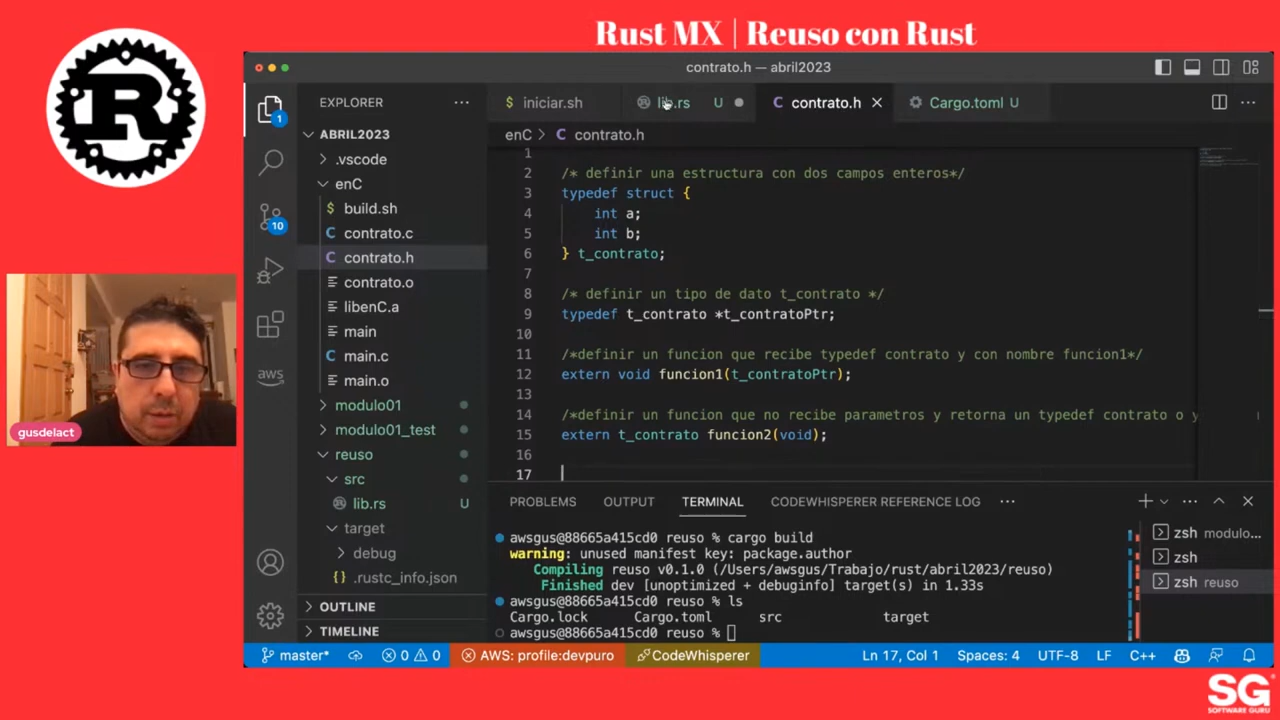 Rust MX | Reuso con Rust
R
contrato.h — abril2023
EXPLORER
iniciar.sh
lib.rs U
contrato.h
Cargo.toml U
ABRIL2023
.vscode
enC
build.sh
contrato.c
contrato.h
contrato.o
libenC.a
main
main.c
main.o
modulo01
modulo01_test
reuso
src
lib.rs U
target
debug
.rustc_info.json
OUTLINE
TIMELINE
1
10
aws
enC > C contrato.h
1
2 /* definir una estructura con dos campos enteros*/
3 typedef struct {
4 int a;
5 int b;
6 } t_contrato;
7
8 /* definir un tipo de dato t_contrato */
9 typedef t_contrato *t_contratoPtr;
10
11 /*definir un funcion que recibe typedef contrato y con nombre funcion1*/
12 extern void funcion1(t_contratoPtr);
13
14 /*definir un funcion que no recibe parametros y retorna un typedef contrato o y
15 extern t_contrato funcion2(void);
16
17
PROBLEMS OUTPUT TERMINAL CODEWHISPERER REFERENCE LOG
awsgus@88665a415cd0 reuso % cargo build
warning: unused manifest key: package.author
Compiling reuso v0.1.0 (/Users/awsgus/Trabajo/rust/abril2023/reuso)
Finished dev [unoptimized + debuginfo] target(s) in 1.33s
awsgus@88665a415cd0 reuso % ls
Cargo.lock Cargo.toml src target
awsgus@88665a415cd0 reuso %
zsh modulo...
zsh
zsh reuso
gusdelact
master* 0 0 AWS: profile:devpuro CodeWhisperer Ln 17, Col 1 Spaces: 4 UTF-8 LF C++
SG
SOFTWARE GURU